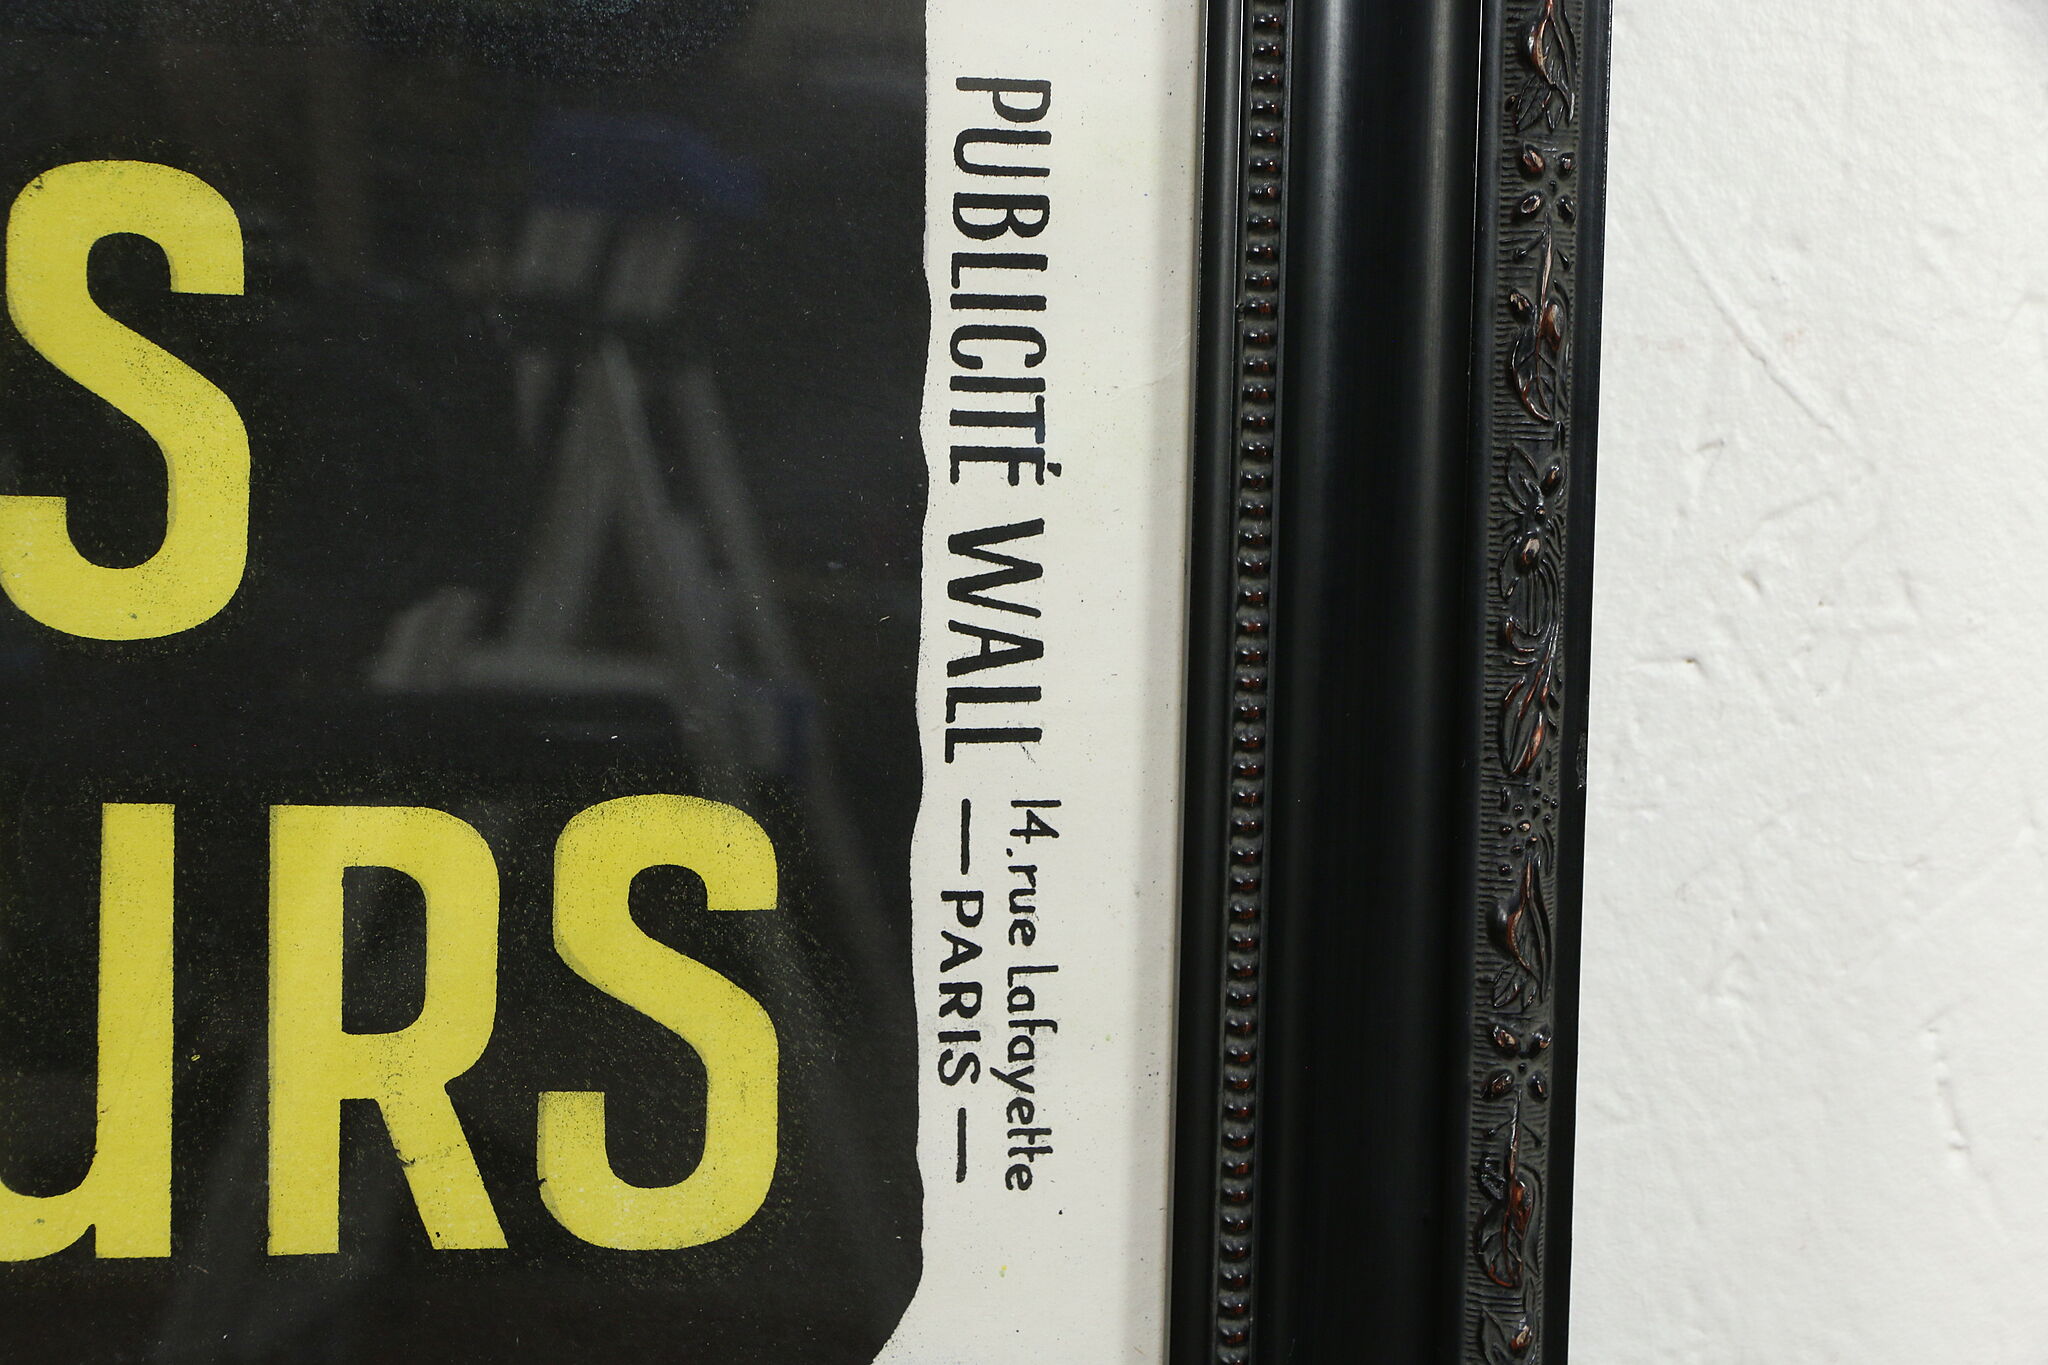 S
URS
PUBLICITÉ WALL
14.rue Lafayette
— PARIS —